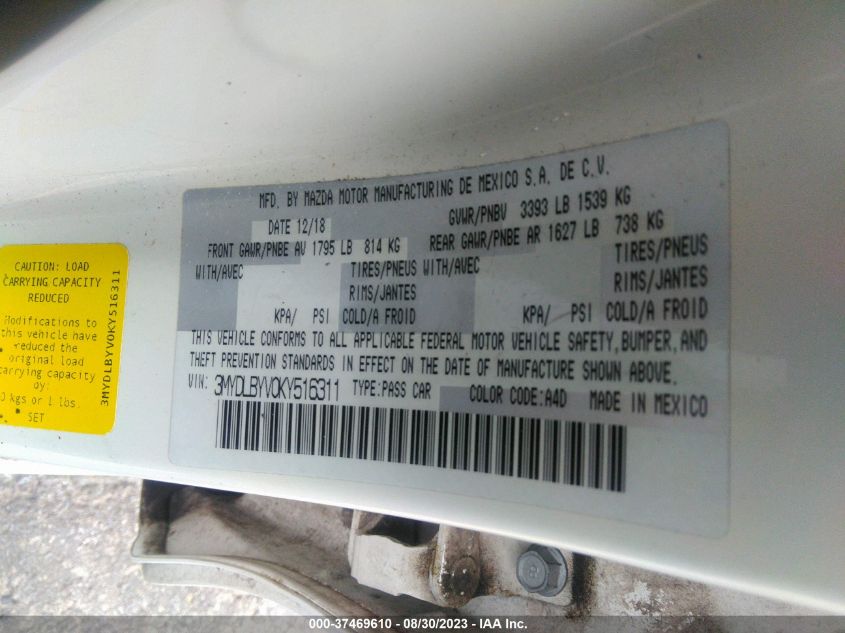 MFD. BY MAZDA MOTOR MANUFACTURING DE MEXICO S.A. DE C.V.
DATE 12/18 GVWR/PNBV 3393 LB 1539 KG
FRONT GAWR/PNBE AV 1795 LB 814 KG REAR GAWR/PNBE AR 1627 LB 738 KG
WITH/AVEC TIRES/PNEUS WITH/AVEC TIRES/PNEUS
RIMS/JANTES RIMS/JANTES
KPA/ PSI COLD/A FROID KPA/ PSI COLD/A FROID
THIS VEHICLE CONFORMS TO ALL APPLICABLE FEDERAL MOTOR VEHICLE SAFETY, BUMPER, AND
THEFT PREVENTION STANDARDS IN EFFECT ON THE DATE OF MANUFACTURE SHOWN ABOVE.
VIN: 3MYDLBYV0KY516311 TYPE:PASS CAR COLOR CODE:A4D MADE IN MEXICO
CAUTION: LOAD
CARRYING CAPACITY
REDUCED
Modifications to
this vehicle have
reduced the
original load
carrying capacity
by:
kgs or Lbs.
SET
3MYDLBYV0KY516311
000-37469610 - 08/30/2023 - IAA Inc.